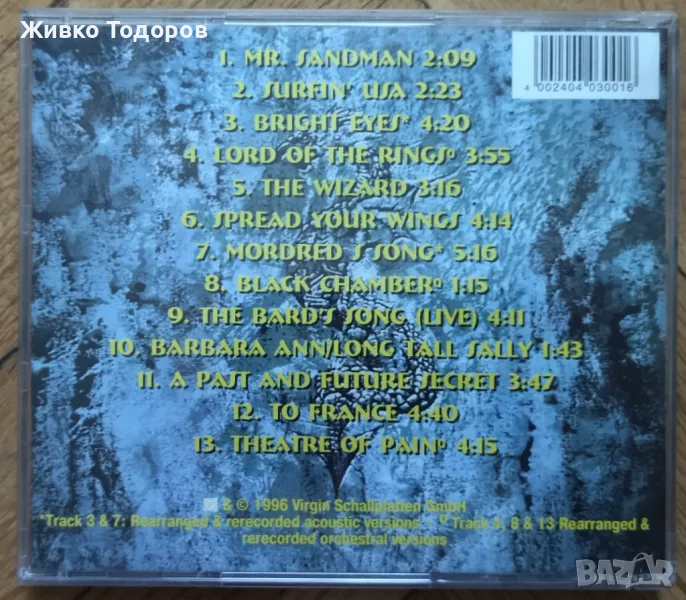 Живко Тодоров
1. MR. SANDMAN 2:09
2. SURFIN' USA 2:23
3. BRIGHT EYES* 4:20
4. LORD OF THE RINGSº 3:55
5. THE WIZARD 3:16
6. SPREAD YOUR WINGS 4:14
7. MORDRED S SONG* 5:16
8. BLACK CHAMBERº 1:15
9. THE BARD'S SONG (LIVE) 4:11
10. BARBARA ANN/LONG TALL SALLY 1:43
11. A PAST AND FUTURE SECRET 3:47
12. TO FRANCE 4:40
13. THEATRE OF PAINº 4:15
4 002404 030016
& © 1996 Virgin Schallplatten GmbH
*Track 3 & 7: Rearranged & rerecorded acoustic versions - º Track 4, 8 & 13 Rearranged &
rerecorded orchestral versions
BAZAR